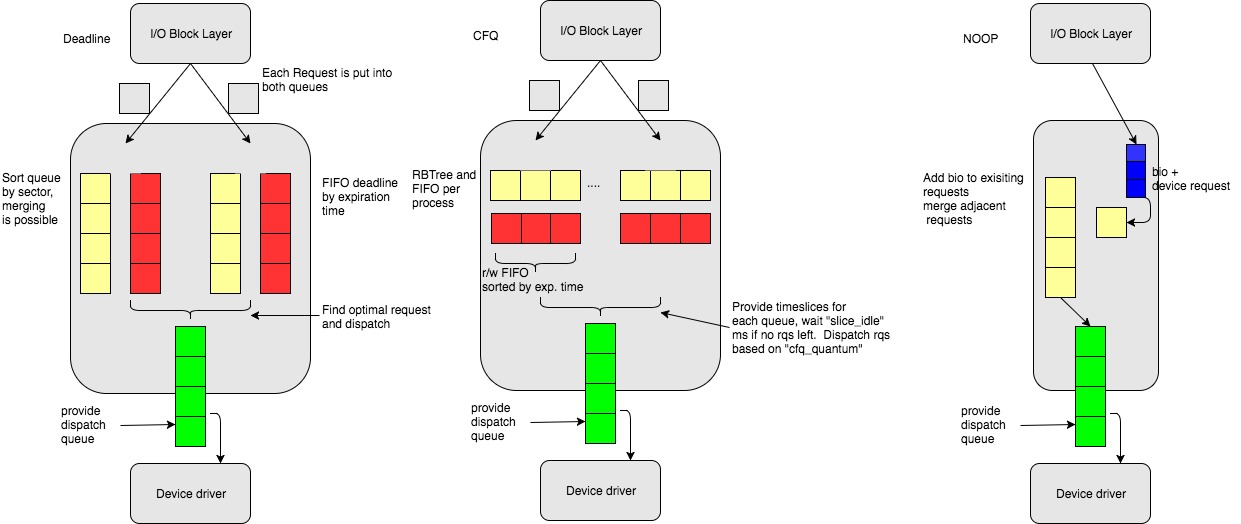 Deadline
I/O Block Layer
Each Request is put into
both queues
Sort queue
by sector,
merging
is possible
FIFO deadline
by expiration
time
Find optimal request
and dispatch
provide
dispatch
queue
Device driver
CFQ
I/O Block Layer
RBTree and
FIFO per
process
....
r/w FIFO
sorted by exp. time
Provide timeslices for
each queue, wait "slice_idle"
ms if no rqs left. Dispatch rqs
based on "cfq_quantum"
provide
dispatch
queue
Device driver
NOOP
I/O Block Layer
bio +
device request
Add bio to exisiting
requests
merge adjacent
requests
provide
dispatch
queue
Device driver